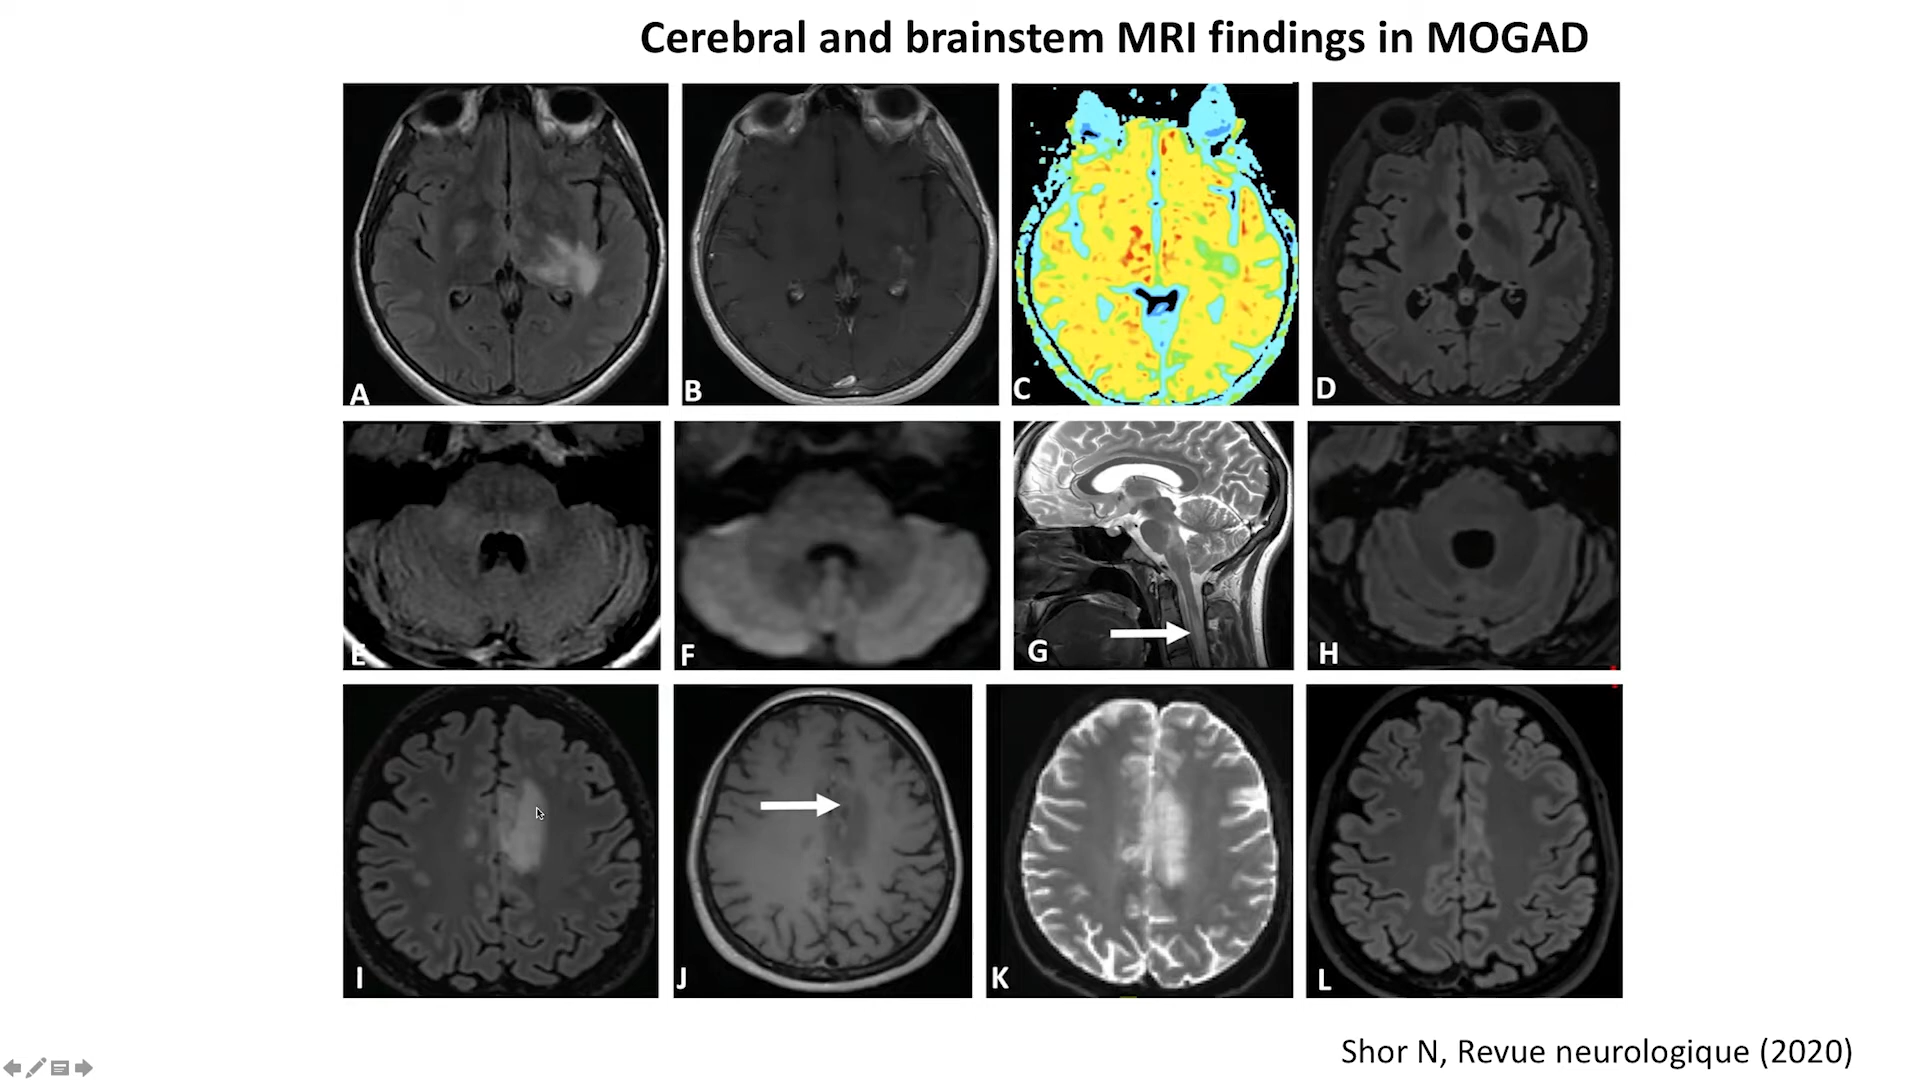 Cerebral and brainstem MRI findings in MOGAD
A
B
C
D
E
F
G
H
I
J
K
L
Shor N, Revue neurologique (2020)